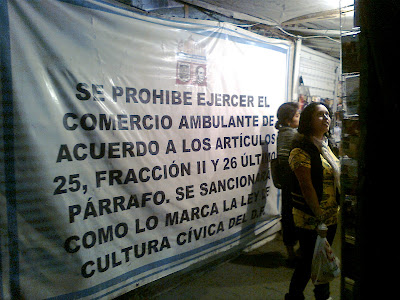 SE PROHIBE EJERCER EL
COMERCIO AMBULANTE DE
ACUERDO A LOS ARTÍCULOS
25, FRACCIÓN II Y 26 ÚLTIMO
PÁRRAFO. SE SANCIONARÁ
COMO LO MARCA LA LEY DE
CULTURA CÍVICA DEL D.F.